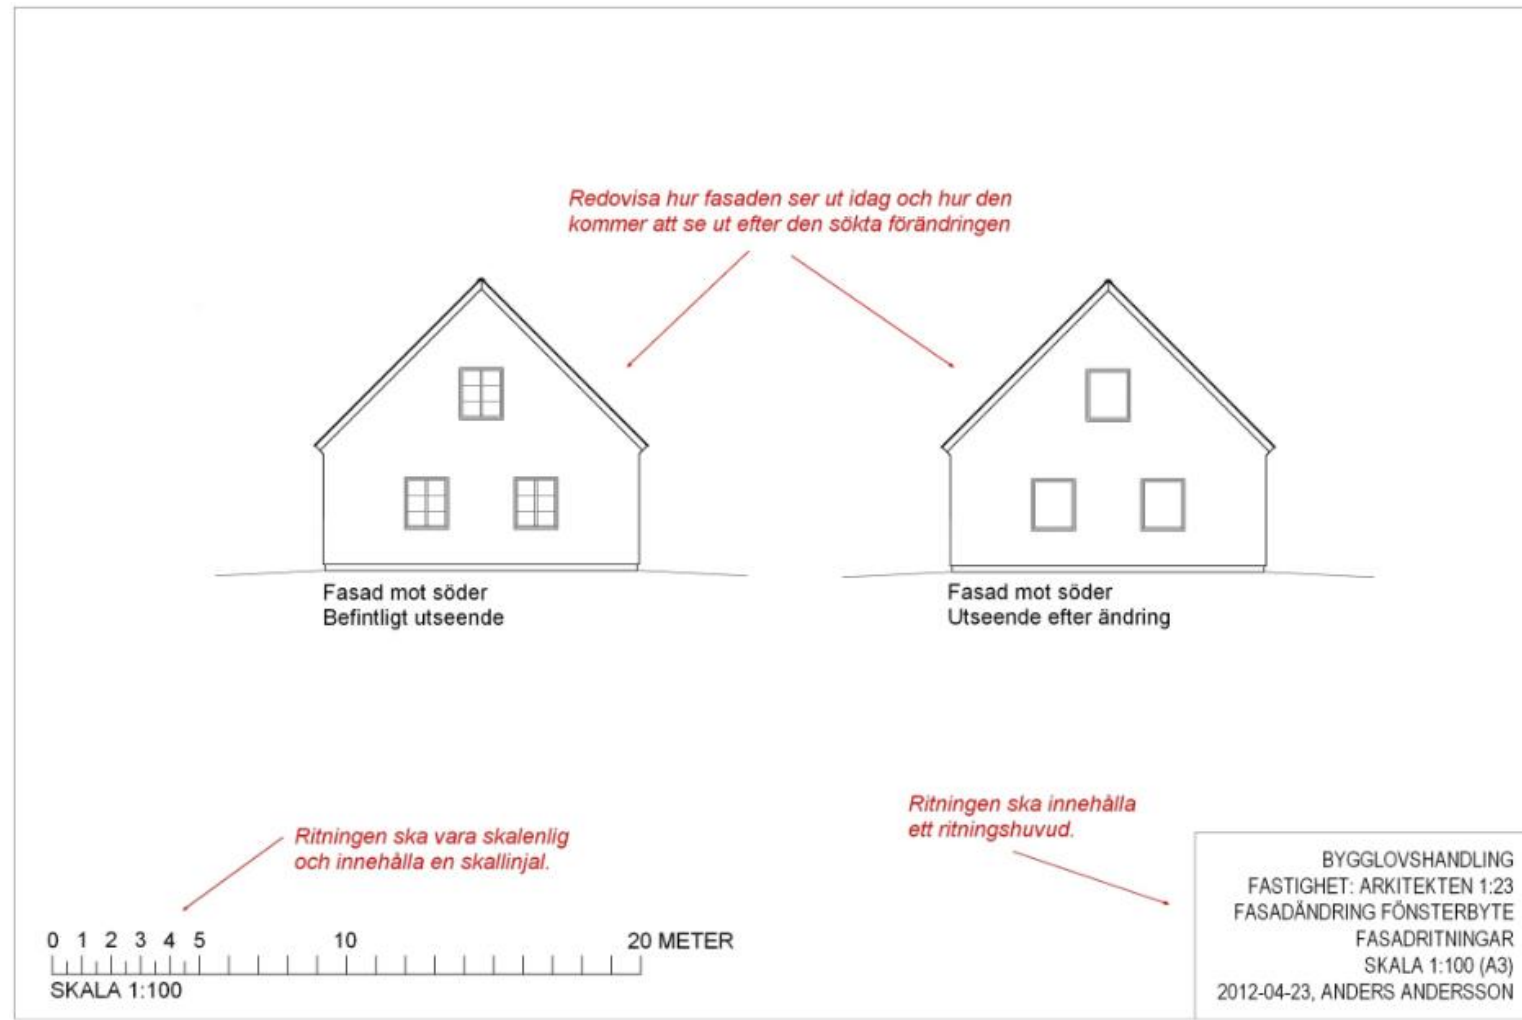 Redovisa hur fasaden ser ut idag och hur den
kommer att se ut efter den sökta förändringen
Fasad mot söder
Befintligt utseende
Fasad mot söder
Utseende efter ändring
Ritningen ska vara skalenlig
och innehålla en skallinjal.
Ritningen ska innehålla
ett ritningshuvud.
0 1 2 3 4 5 10 20 METER
SKALA 1:100
BYGGLOVSHANDLING
FASTIGHET: ARKITEKTEN 1:23
FASADÄNDRING FÖNSTERBYTE
FASADRITNINGAR
SKALA 1:100 (A3)
2012-04-23, ANDERS ANDERSSON